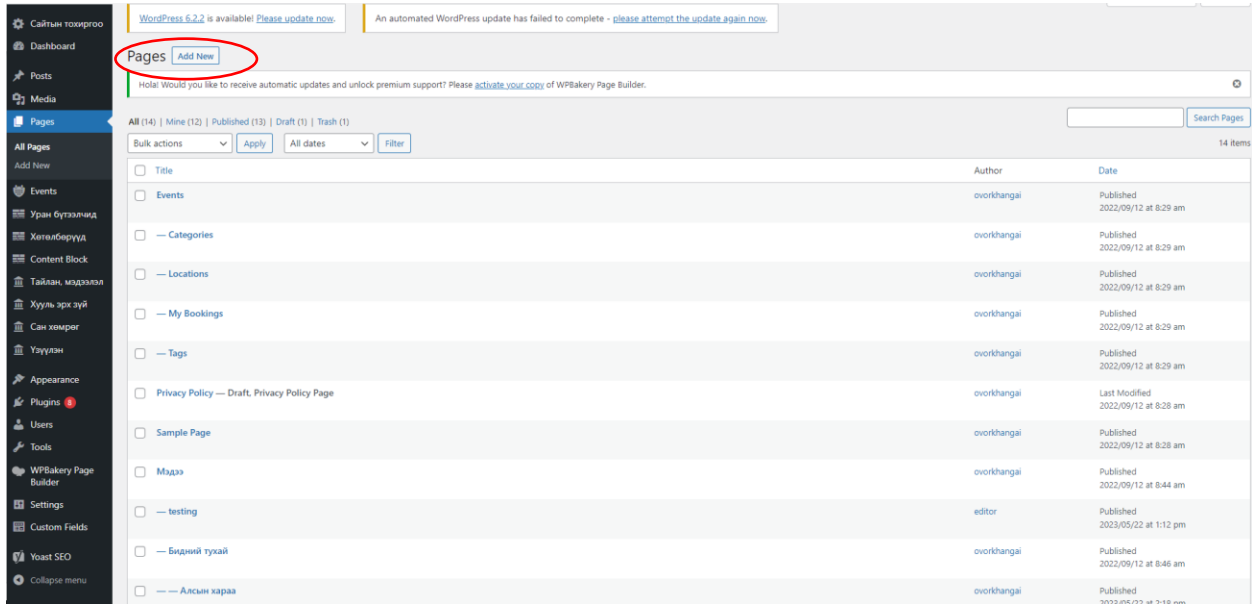 Сайтын тохиргоо
Dashboard
Posts
Media
Pages
All Pages
Add New
Events
Уран бүтээлчид
Хөтөлбөрүүд
Content Block
Тайлан, мэдээлэл
Хууль эрх зүй
Сан хөмрөг
Үзүүлэн
Appearance
Plugins 8
Users
Tools
WPBakery Page
Builder
Settings
Custom Fields
Yoast SEO
Collapse menu
WordPress 6.2.2 is available! Please update now.
An automated WordPress update has failed to complete - please attempt the update again now.
Pages Add New
Hola! Would you like to receive automatic updates and unlock premium support? Please activate your copy of WPBakery Page Builder.
All (14) | Mine (12) | Published (13) | Draft (1) | Trash (1)
Search Pages
Bulk actions Apply All dates Filter
14 items
Title Author Date
Events ovorkhangai Published
2022/09/12 at 8:29 am
— Categories ovorkhangai Published
2022/09/12 at 8:29 am
— Locations ovorkhangai Published
2022/09/12 at 8:29 am
— My Bookings ovorkhangai Published
2022/09/12 at 8:29 am
— Tags ovorkhangai Published
2022/09/12 at 8:29 am
Privacy Policy — Draft, Privacy Policy Page ovorkhangai Last Modified
2022/09/12 at 8:28 am
Sample Page ovorkhangai Published
2022/09/12 at 8:28 am
Мэдээ ovorkhangai Published
2022/09/12 at 8:44 am
— testing editor Published
2023/05/22 at 1:12 pm
— Бидний тухай ovorkhangai Published
2022/09/12 at 8:46 am
— — Алсын хараа ovorkhangai Published
2023/05/22 at 2:18 pm